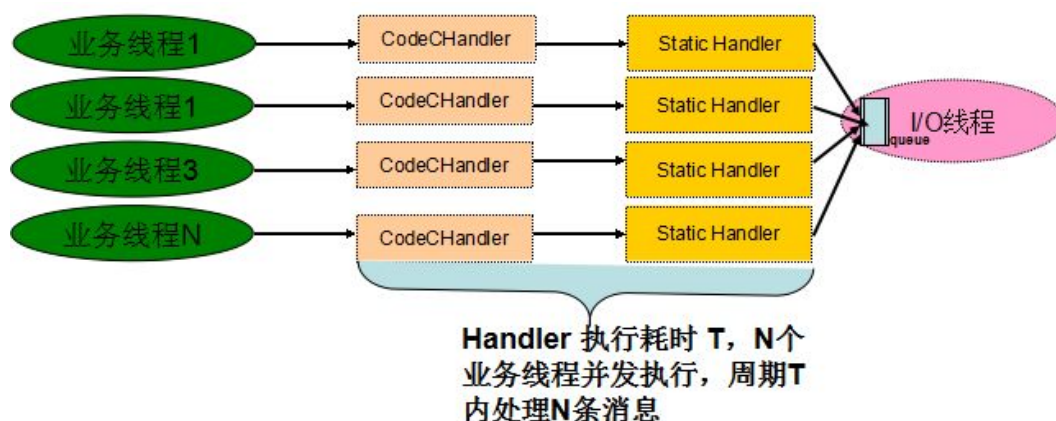 业务线程1 CodeCHandler Static Handler
业务线程1 CodeCHandler Static Handler
I/O线程
queue
业务线程3 CodeCHandler Static Handler
业务线程N CodeCHandler Static Handler
Handler 执行耗时 T，N个
业务线程并发执行，周期T
内处理N条消息